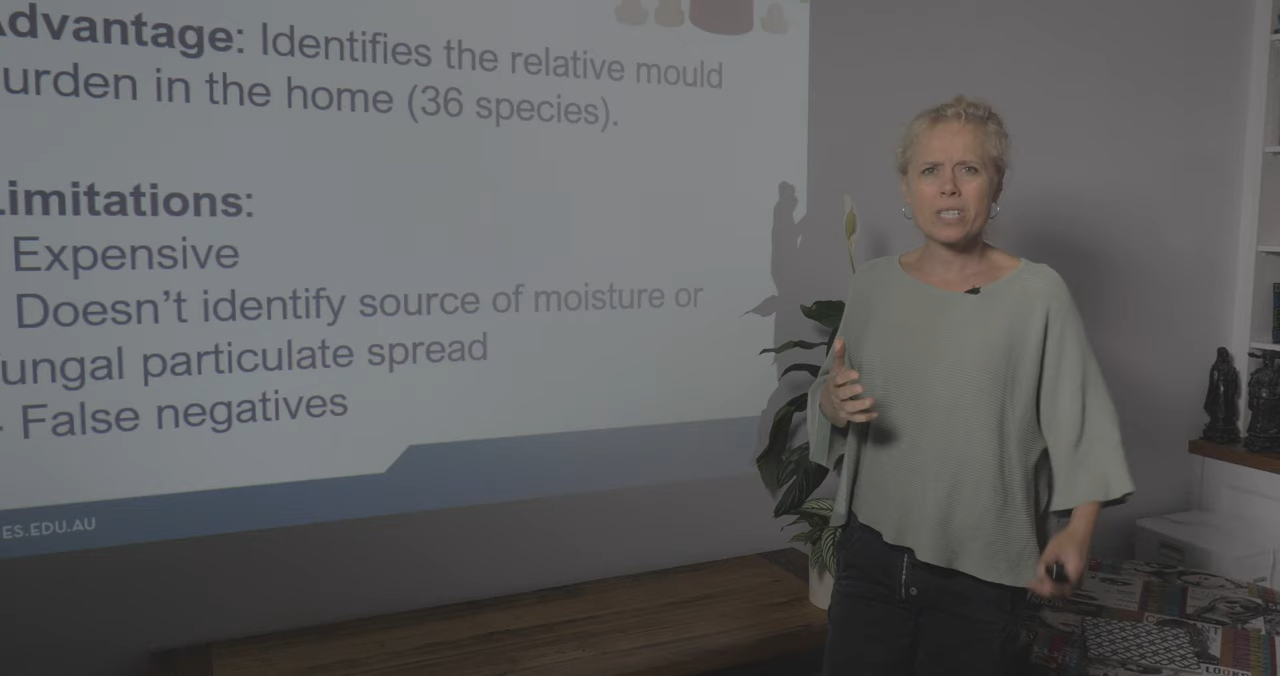 Advantage: Identifies the relative mould
urden in the home (36 species).
Limitations:
Expensive
Doesn't identify source of moisture or
fungal particulate spread
- False negatives
ES.EDU.AU